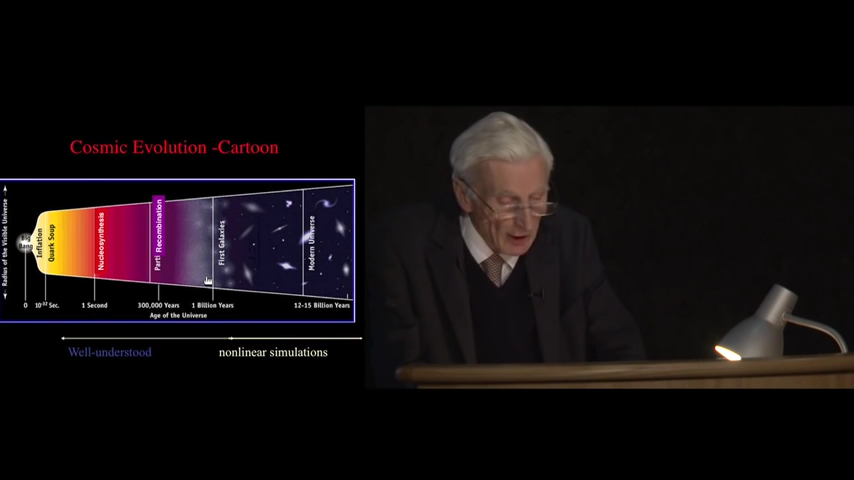 Cosmic Evolution -Cartoon
Radius of the Visible Universe
Big
Bang
Inflation
Quark Soup
Nucleosynthesis
Parti Recombination
First Galaxies
Modern Universe
0
10⁻³² Sec.
1 Second
300,000 Years
1 Billion Years
12-15 Billion Years
Age of the Universe
Well-understood
nonlinear simulations